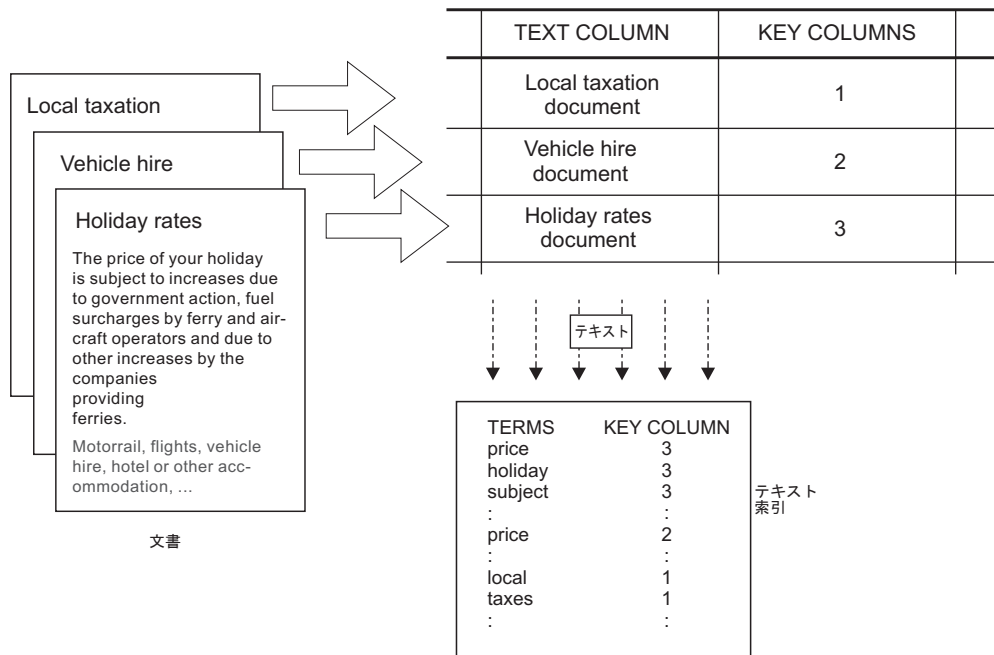 Local taxation
Vehicle hire
Holiday rates
The price of your holiday
is subject to increases due
to government action, fuel
surcharges by ferry and air-
craft operators and due to
other increases by the
companies
providing
ferries.
Motorrail, flights, vehicle
hire, hotel or other acc-
ommodation, ...
文書
TEXT COLUMN KEY COLUMNS
Local taxation
document
1
Vehicle hire
document
2
Holiday rates
document
3
テキスト
TERMS KEY COLUMN
price 3
holiday 3
subject 3
: :
price 2
: :
local 1
taxes 1
: :
テキスト
索引